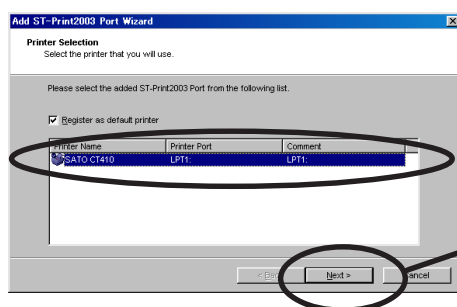 Add ST-Print2003 Port Wizard
Printer Selection
Select the printer that you will use.
Please select the added ST-Print2003 Port from the following list.
Register as default printer
Printer Name Printer Port Comment
SATO CT410 LPT1: LPT1:
Next >